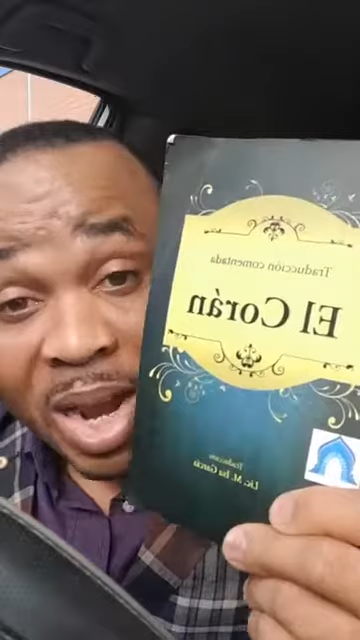 Traducción comentada
El Corán
Traducción
Lic. M. Isa García